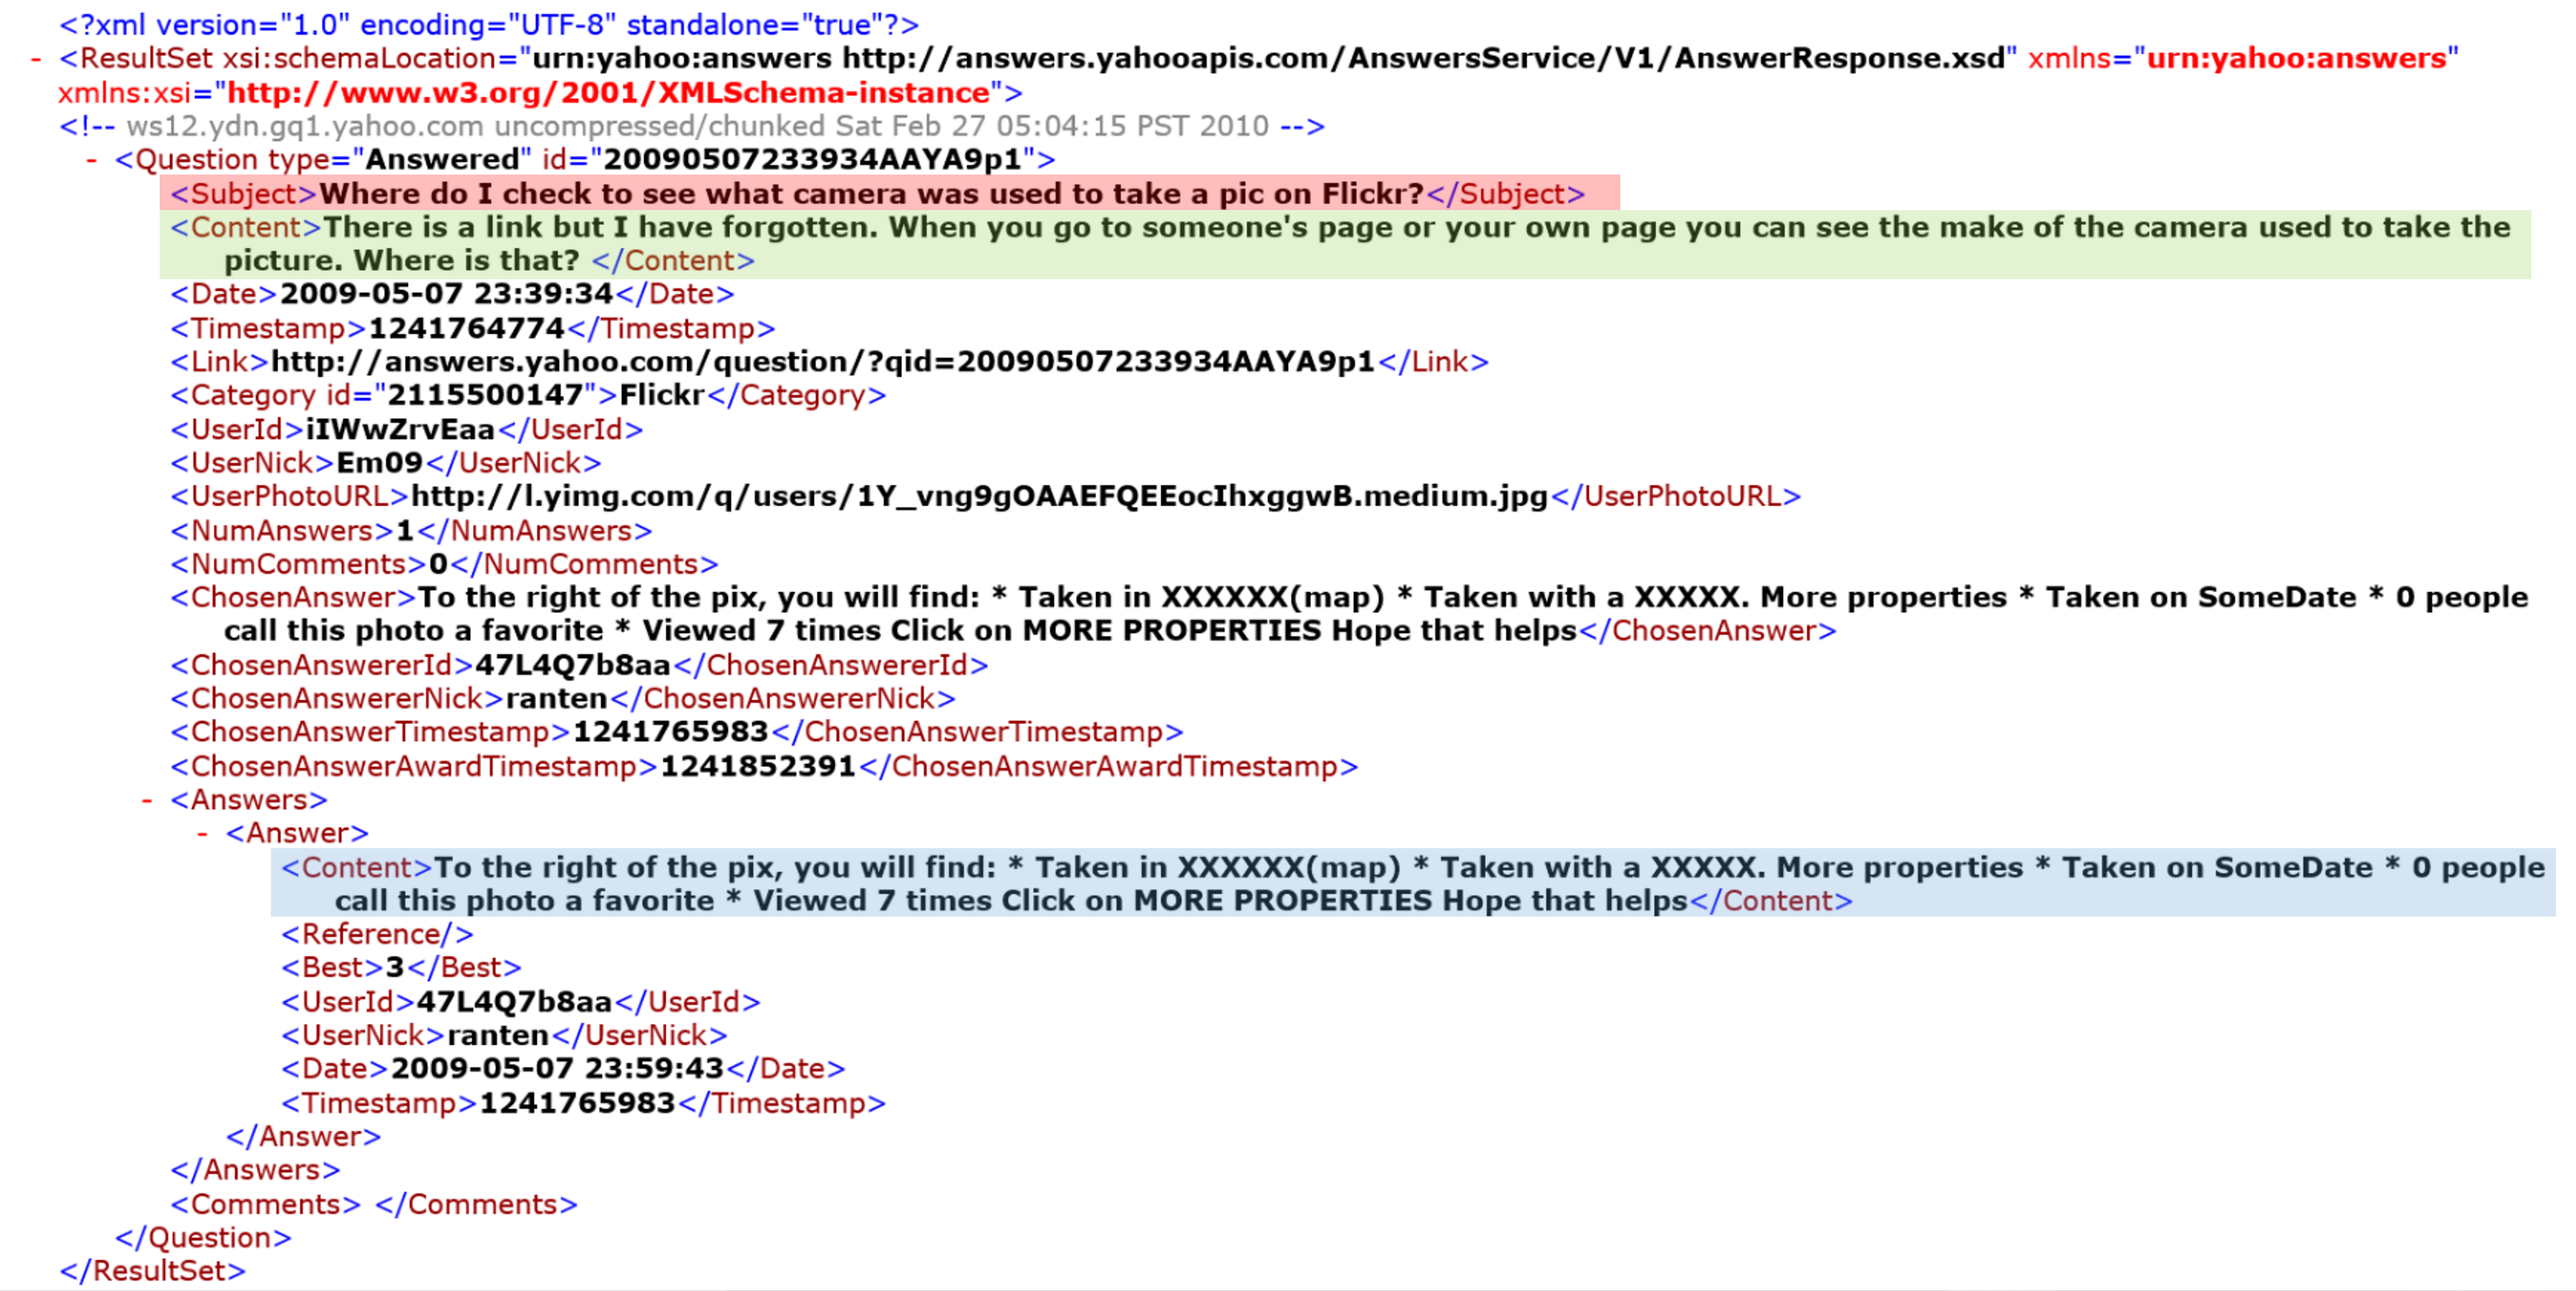 <?xml version="1.0" encoding="UTF-8" standalone="true"?>
- <ResultSet xsi:schemaLocation="urn:yahoo:answers http://answers.yahooapis.com/AnswersService/V1/AnswerResponse.xsd" xmlns="urn:yahoo:answers"
xmlns:xsi="http://www.w3.org/2001/XMLSchema-instance">
<!-- ws12.ydn.gq1.yahoo.com uncompressed/chunked Sat Feb 27 05:04:15 PST 2010 -->
- <Question type="Answered" id="20090507233934AAYA9p1">
<Subject>Where do I check to see what camera was used to take a pic on Flickr?</Subject>
<Content>There is a link but I have forgotten. When you go to someone's page or your own page you can see the make of the camera used to take the
picture. Where is that? </Content>
<Date>2009-05-07 23:39:34</Date>
<Timestamp>1241764774</Timestamp>
<Link>http://answers.yahoo.com/question/?qid=20090507233934AAYA9p1</Link>
<Category id="2115500147">Flickr</Category>
<UserId>iIWwZrvEaa</UserId>
<UserNick>Em09</UserNick>
<UserPhotoURL>http://l.yimg.com/q/users/1Y_vng9gOAAEFQEEocIhxggwB.medium.jpg</UserPhotoURL>
<NumAnswers>1</NumAnswers>
<NumComments>0</NumComments>
<ChosenAnswer>To the right of the pix, you will find: * Taken in XXXXXX(map) * Taken with a XXXXX. More properties * Taken on SomeDate * 0 people
call this photo a favorite * Viewed 7 times Click on MORE PROPERTIES Hope that helps</ChosenAnswer>
<ChosenAnswererId>47L4Q7b8aa</ChosenAnswererId>
<ChosenAnswererNick>ranten</ChosenAnswererNick>
<ChosenAnswerTimestamp>1241765983</ChosenAnswerTimestamp>
<ChosenAnswerAwardTimestamp>1241852391</ChosenAnswerAwardTimestamp>
- <Answers>
- <Answer>
<Content>To the right of the pix, you will find: * Taken in XXXXXX(map) * Taken with a XXXXX. More properties * Taken on SomeDate * 0 people
call this photo a favorite * Viewed 7 times Click on MORE PROPERTIES Hope that helps</Content>
<Reference/>
<Best>3</Best>
<UserId>47L4Q7b8aa</UserId>
<UserNick>ranten</UserNick>
<Date>2009-05-07 23:59:43</Date>
<Timestamp>1241765983</Timestamp>
</Answer>
</Answers>
<Comments> </Comments>
</Question>
</ResultSet>